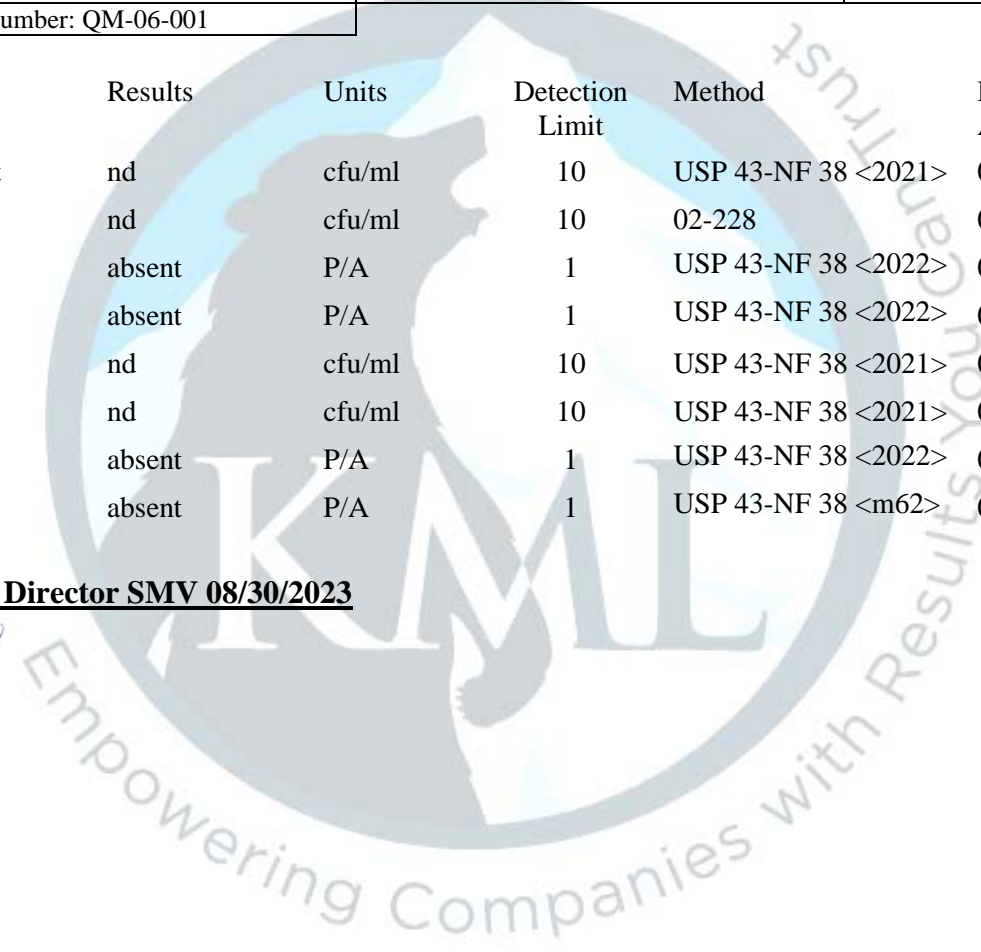 umber: QM-06-001
Results Units Detection Limit Method
nd cfu/ml 10 USP 43-NF 38 <2021>
nd cfu/ml 10 02-228
absent P/A 1 USP 43-NF 38 <2022>
absent P/A 1 USP 43-NF 38 <2022>
nd cfu/ml 10 USP 43-NF 38 <2021>
nd cfu/ml 10 USP 43-NF 38 <2021>
absent P/A 1 USP 43-NF 38 <2022>
absent P/A 1 USP 43-NF 38 <m62>
Director SMV 08/30/2023
KML
Empowering Companies with Results You Can Trust